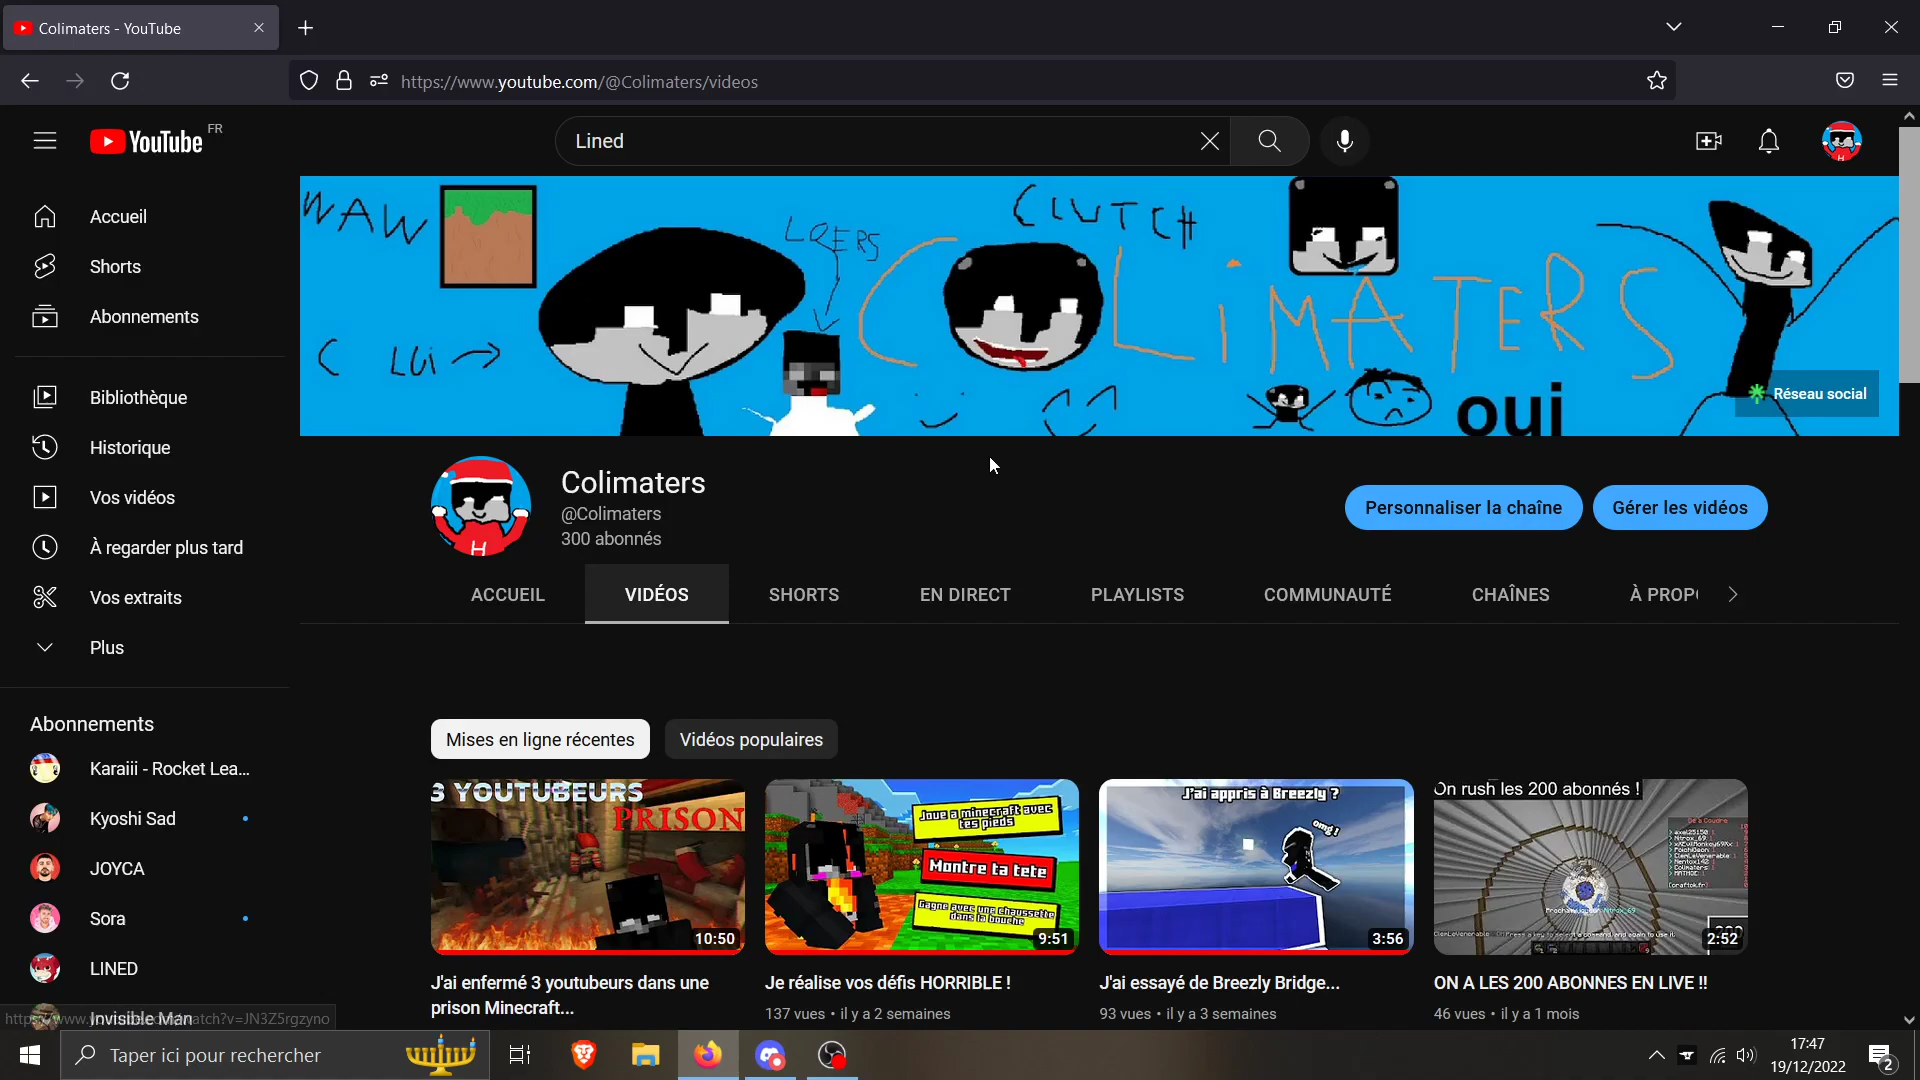 Colimaters - YouTube
https://www.youtube.com/@Colimaters/videos
YouTube FR
Lined
Accueil
Shorts
Abonnements
Bibliothèque
Historique
Vos vidéos
À regarder plus tard
Vos extraits
Plus
Abonnements
Karaiii - Rocket Lea...
Kyoshi Sad
JOYCA
Sora
LINED
Invisible Man
WAW
LOERS
CLUTCH
COLiMATERS
C LUi
oui
Réseau social
Colimaters
@Colimaters
300 abonnés
Personnaliser la chaîne
Gérer les vidéos
ACCUEIL
VIDÉOS
SHORTS
EN DIRECT
PLAYLISTS
COMMUNAUTÉ
CHAÎNES
À PROP
Mises en ligne récentes
Vidéos populaires
3 YOUTUBEURS
PRISON
10:50
J'ai enfermé 3 youtubeurs dans une
prison Minecraft...
Joue a minecraft avec
tes pieds
Montre ta tete
Gagne avec une chaussette
dans la bouche
9:51
Je réalise vos défis HORRIBLE !
137 vues • il y a 2 semaines
J'ai appris à Breezly ?
omg!
3:56
J'ai essayé de Breezly Bridge...
93 vues • il y a 3 semaines
On rush les 200 abonnés !
2:52
ON A LES 200 ABONNES EN LIVE !!
46 vues • il y a 1 mois
Taper ici pour rechercher
17:47
19/12/2022
2